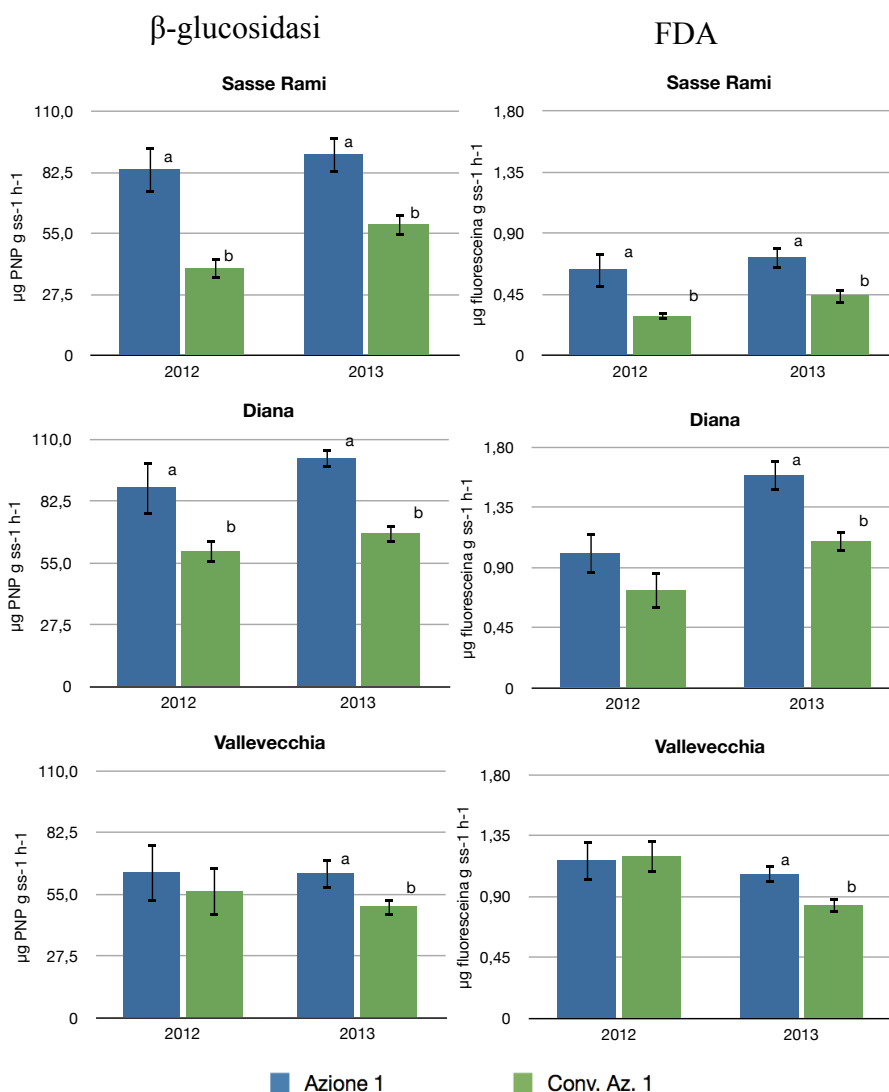 β-glucosidasi
FDA
Sasse Rami
110,0
82,5
55,0
27,5
0
µg PNP g ss-1 h-1
a
b
a
b
2012
2013
Sasse Rami
1,80
1,35
0,90
0,45
0
µg fluoresceina g ss-1 h-1
a
b
a
b
2012
2013
Diana
110,0
82,5
55,0
27,5
0
µg PNP g ss-1 h-1
a
b
a
b
2012
2013
Diana
1,80
1,35
0,90
0,45
0
µg fluoresceina g ss-1 h-1
a
b
2012
2013
Vallevecchia
110,0
82,5
55,0
27,5
0
µg PNP g ss-1 h-1
a
b
2012
2013
Vallevecchia
1,80
1,35
0,90
0,45
0
µg fluoresceina g ss-1 h-1
a
b
2012
2013
Azione 1
Conv. Az. 1